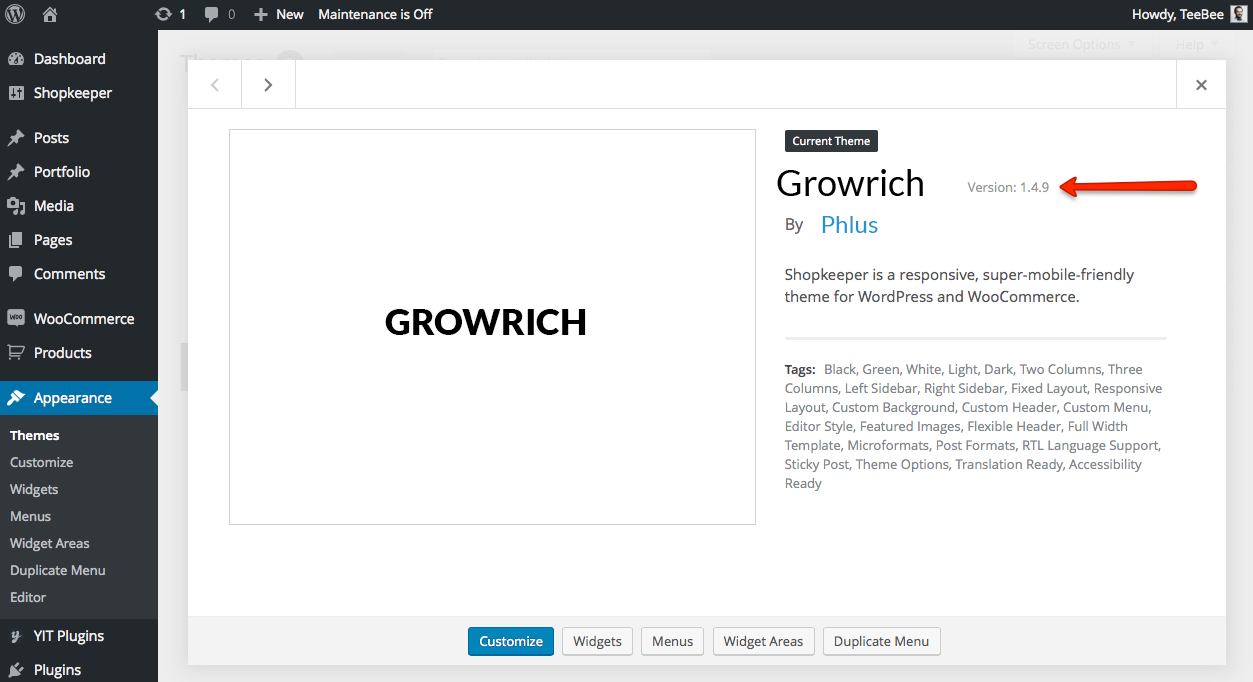 1 0 New Maintenance is Off Howdy, TeeBee
Dashboard
Shopkeeper
Posts
Portfolio
Media
Pages
Comments
WooCommerce
Products
Appearance
Themes
Customize
Widgets
Menus
Widget Areas
Duplicate Menu
Editor
YIT Plugins
Plugins
Screen Options Help
Current Theme
Growrich Version: 1.4.9
By Phlus
Shopkeeper is a responsive, super-mobile-friendly
theme for WordPress and WooCommerce.
Tags: Black, Green, White, Light, Dark, Two Columns, Three
Columns, Left Sidebar, Right Sidebar, Fixed Layout, Responsive
Layout, Custom Background, Custom Header, Custom Menu,
Editor Style, Featured Images, Flexible Header, Full Width
Template, Microformats, Post Formats, RTL Language Support,
Sticky Post, Theme Options, Translation Ready, Accessibility
Ready
GROWRICH
Customize Widgets Menus Widget Areas Duplicate Menu